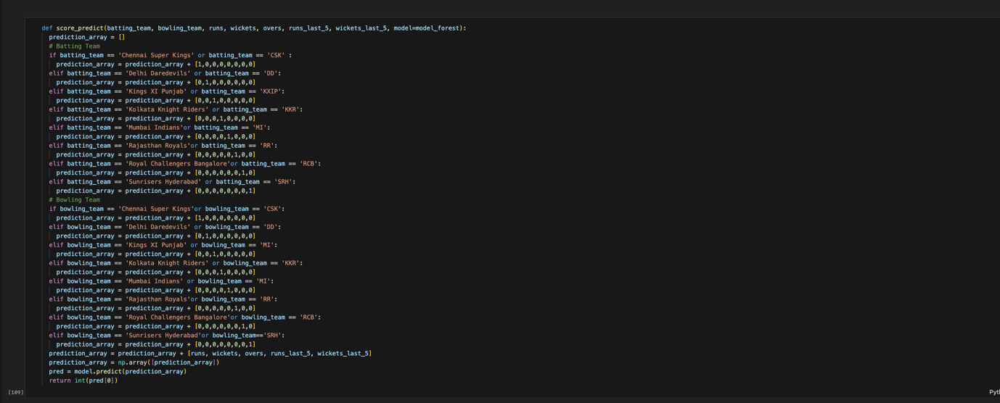 def score_predict(batting_team, bowling_team, runs, wickets, overs, runs_last_5, wickets_last_5, model=model_forest):
prediction_array = []
# Batting Team
if batting_team == 'Chennai Super Kings' or batting_team == 'CSK' :
prediction_array = prediction_array + [1,0,0,0,0,0,0,0]
elif batting_team == 'Delhi Daredevils' or batting_team == 'DD':
prediction_array = prediction_array + [0,1,0,0,0,0,0,0]
elif batting_team == 'Kings XI Punjab' or batting_team == 'KXIP':
prediction_array = prediction_array + [0,0,1,0,0,0,0,0]
elif batting_team == 'Kolkata Knight Riders' or batting_team == 'KKR':
prediction_array = prediction_array + [0,0,0,1,0,0,0,0]
elif batting_team == 'Mumbai Indians'or batting_team == 'MI':
prediction_array = prediction_array + [0,0,0,0,1,0,0,0]
elif batting_team == 'Rajasthan Royals'or batting_team == 'RR':
prediction_array = prediction_array + [0,0,0,0,0,1,0,0]
elif batting_team == 'Royal Challengers Bangalore'or batting_team == 'RCB':
prediction_array = prediction_array + [0,0,0,0,0,0,1,0]
elif batting_team == 'Sunrisers Hyderabad' or batting_team == 'SRH':
prediction_array = prediction_array + [0,0,0,0,0,0,0,1]
# Bowling Team
if bowling_team == 'Chennai Super Kings'or bowling_team == 'CSK':
prediction_array = prediction_array + [1,0,0,0,0,0,0,0]
elif bowling_team == 'Delhi Daredevils' or bowling_team == 'DD':
prediction_array = prediction_array + [0,1,0,0,0,0,0,0]
elif bowling_team == 'Kings XI Punjab' or bowling_team == 'MI':
prediction_array = prediction_array + [0,0,1,0,0,0,0,0]
elif bowling_team == 'Kolkata Knight Riders' or bowling_team == 'KKR':
prediction_array = prediction_array + [0,0,0,1,0,0,0,0]
elif bowling_team == 'Mumbai Indians' or bowling_team == 'MI':
prediction_array = prediction_array + [0,0,0,0,1,0,0,0]
elif bowling_team == 'Rajasthan Royals'or bowling_team == 'RR':
prediction_array = prediction_array + [0,0,0,0,0,1,0,0]
elif bowling_team == 'Royal Challengers Bangalore'or bowling_team == 'RCB':
prediction_array = prediction_array + [0,0,0,0,0,0,1,0]
elif bowling_team == 'Sunrisers Hyderabad'or bowling_team=='SRH':
prediction_array = prediction_array + [0,0,0,0,0,0,0,1]
prediction_array = prediction_array + [runs, wickets, overs, runs_last_5, wickets_last_5]
prediction_array = np.array([prediction_array])
pred = model.predict(prediction_array)
return int(pred[0])
[109]
Pyt